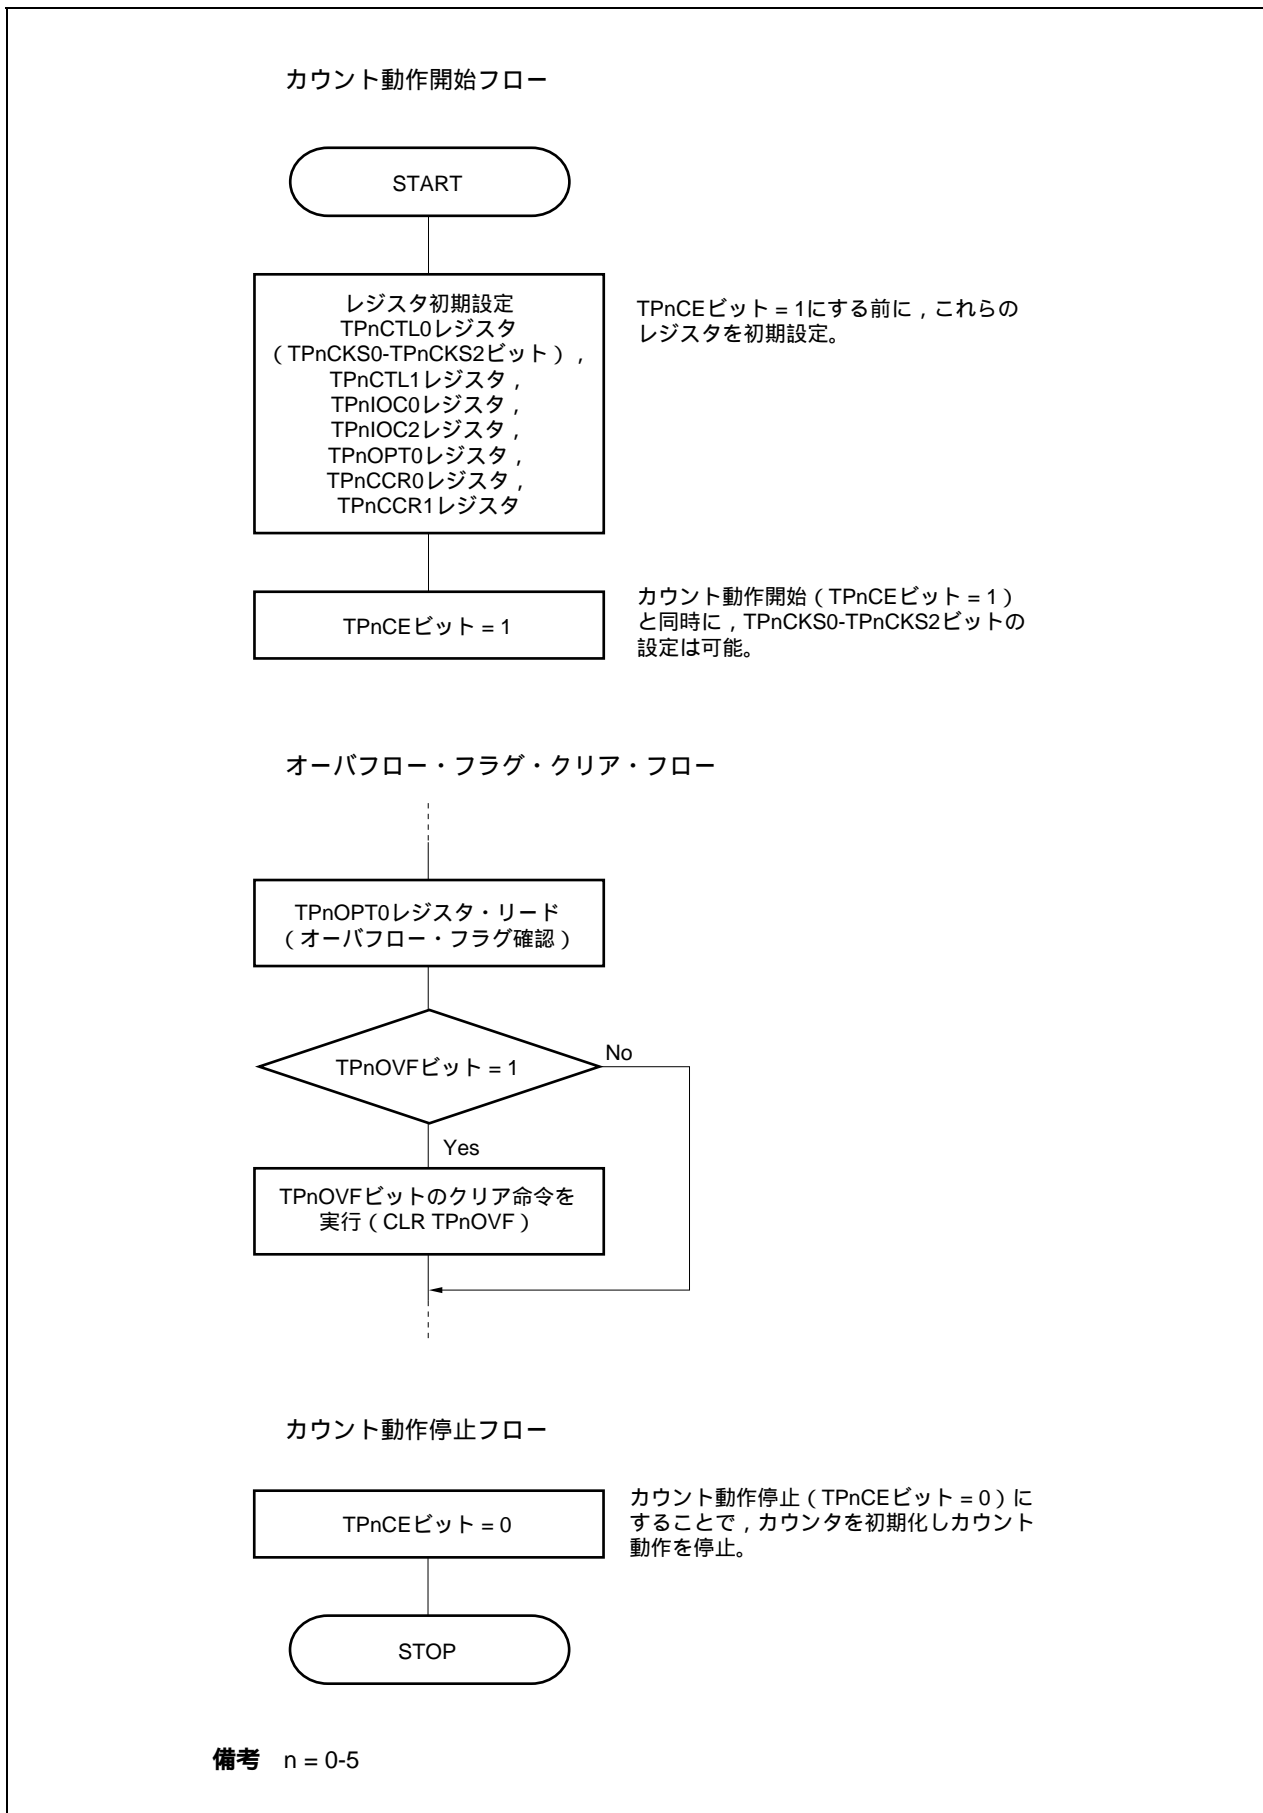 カウント動作開始フロー
START
レジスタ初期設定
TPnCTL0レジスタ
（TPnCKS0-TPnCKS2ビット），
TPnCTL1レジスタ，
TPnIOC0レジスタ，
TPnIOC2レジスタ，
TPnOPT0レジスタ，
TPnCCR0レジスタ，
TPnCCR1レジスタ
TPnCEビット = 1にする前に，これらの
レジスタを初期設定。
TPnCEビット = 1
カウント動作開始（TPnCEビット = 1）
と同時に，TPnCKS0-TPnCKS2ビットの
設定は可能。
オーバフロー・フラグ・クリア・フロー
TPnOPT0レジスタ・リード
（オーバフロー・フラグ確認）
TPnOVFビット = 1
No
Yes
TPnOVFビットのクリア命令を
実行（CLR TPnOVF）
カウント動作停止フロー
TPnCEビット = 0
カウント動作停止（TPnCEビット = 0）に
することで，カウンタを初期化しカウント
動作を停止。
STOP
備考 n = 0-5